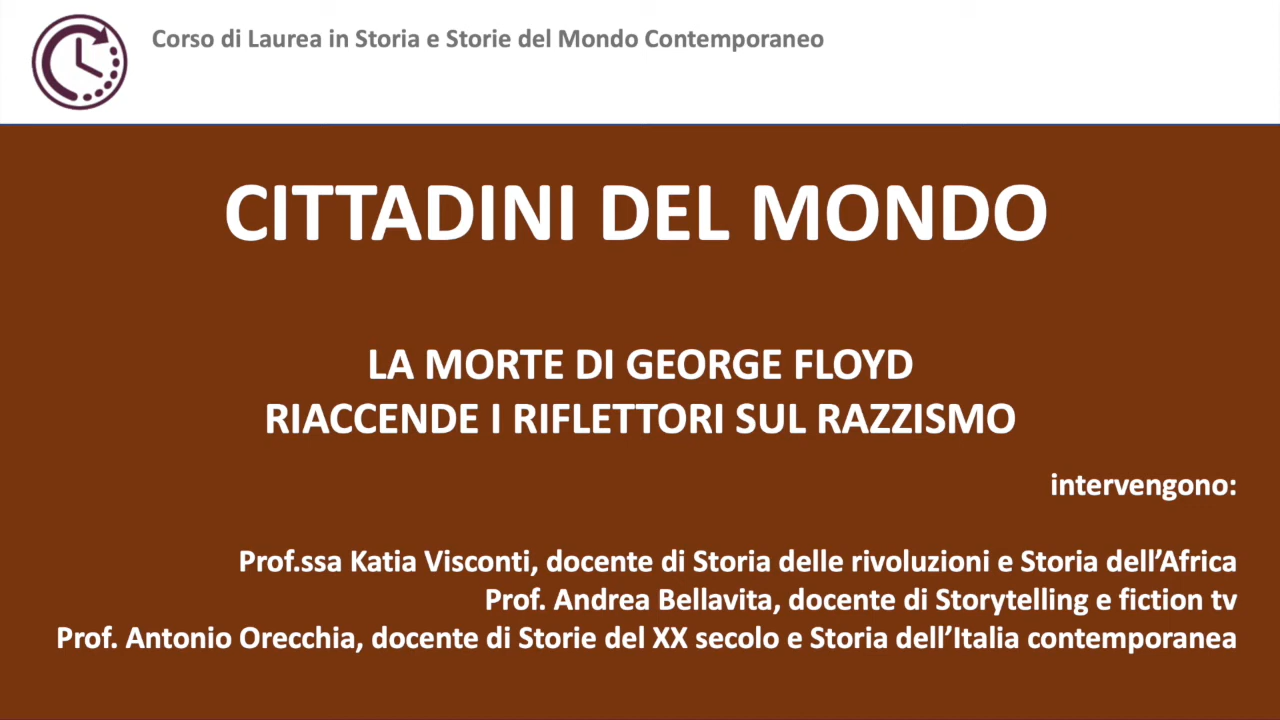 Corso di Laurea in Storia e Storie del Mondo Contemporaneo
CITTADINI DEL MONDO
LA MORTE DI GEORGE FLOYD
RIACCENDE I RIFLETTORI SUL RAZZISMO
intervengono:
Prof.ssa Katia Visconti, docente di Storia delle rivoluzioni e Storia dell’Africa
Prof. Andrea Bellavita, docente di Storytelling e fiction tv
Prof. Antonio Orecchia, docente di Storie del XX secolo e Storia dell’Italia contemporanea